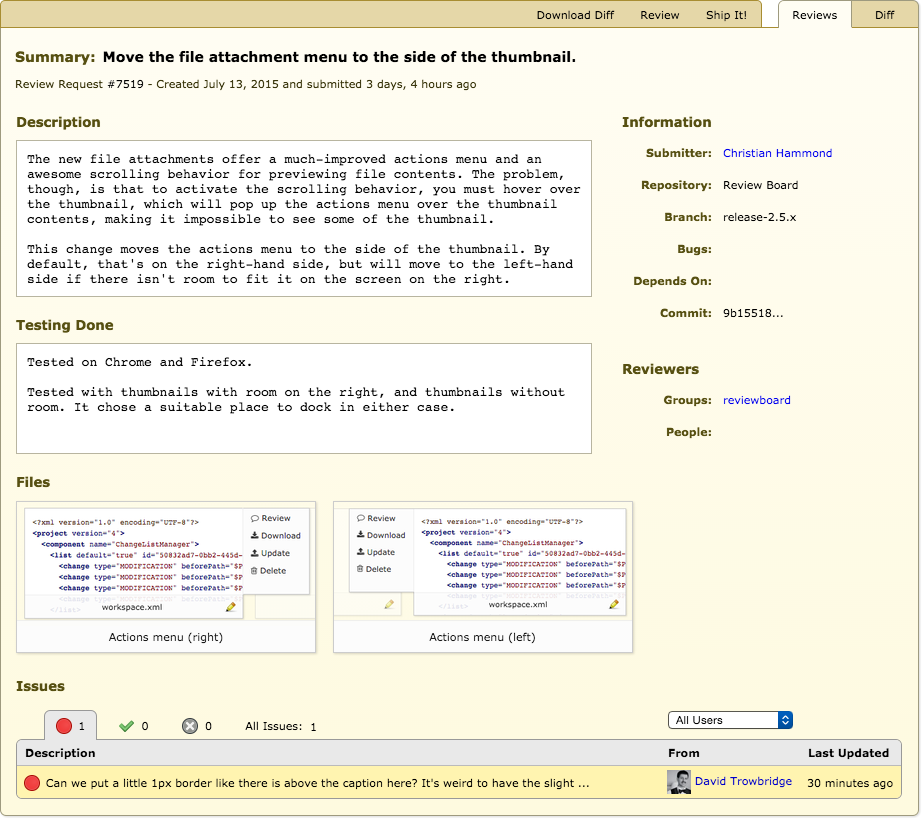 Download Diff Review Ship It! Reviews Diff
Summary: Move the file attachment menu to the side of the thumbnail.
Review Request #7519 - Created July 13, 2015 and submitted 3 days, 4 hours ago
Description
The new file attachments offer a much-improved actions menu and an
awesome scrolling behavior for previewing file contents. The problem,
though, is that to activate the scrolling behavior, you must hover over
the thumbnail, which will pop up the actions menu over the thumbnail
contents, making it impossible to see some of the thumbnail.
This change moves the actions menu to the side of the thumbnail. By
default, that's on the right-hand side, but will move to the left-hand
side if there isn't room to fit it on the screen on the right.
Testing Done
Tested on Chrome and Firefox.
Tested with thumbnails with room on the right, and thumbnails without
room. It chose a suitable place to dock in either case.
Information
Submitter: Christian Hammond
Repository: Review Board
Branch: release-2.5.x
Bugs:
Depends On:
Commit: 9b15518...
Reviewers
Groups: reviewboard
People:
Files
<?xml version="1.0" encoding="UTF-8"?>
<project version="4">
<component name="ChangeListManager">
<list default="true" id="50832ad7-0bb2-445d-
<change type="MODIFICATION" beforePath="$P
<change type="MODIFICATION" beforePath="$P
<change type="MODIFICATION" beforePath="$P
</list>
workspace.xml
Review
Download
Update
Delete
Actions menu (right)
Review
Download
Update
Delete
<?xml version="1.0" encoding="UTF-8"?>
<project version="4">
<component name="ChangeListManager">
<list default="true" id="50832ad7-0bb2-445d-
<change type="MODIFICATION" beforePath="$P
<change type="MODIFICATION" beforePath="$P
<change type="MODIFICATION" beforePath="$P
</list>
workspace.xml
Actions menu (left)
Issues
1 0 0 All Issues: 1 All Users
Description From Last Updated
Can we put a little 1px border like there is above the caption here? It's weird to have the slight ... David Trowbridge 30 minutes ago